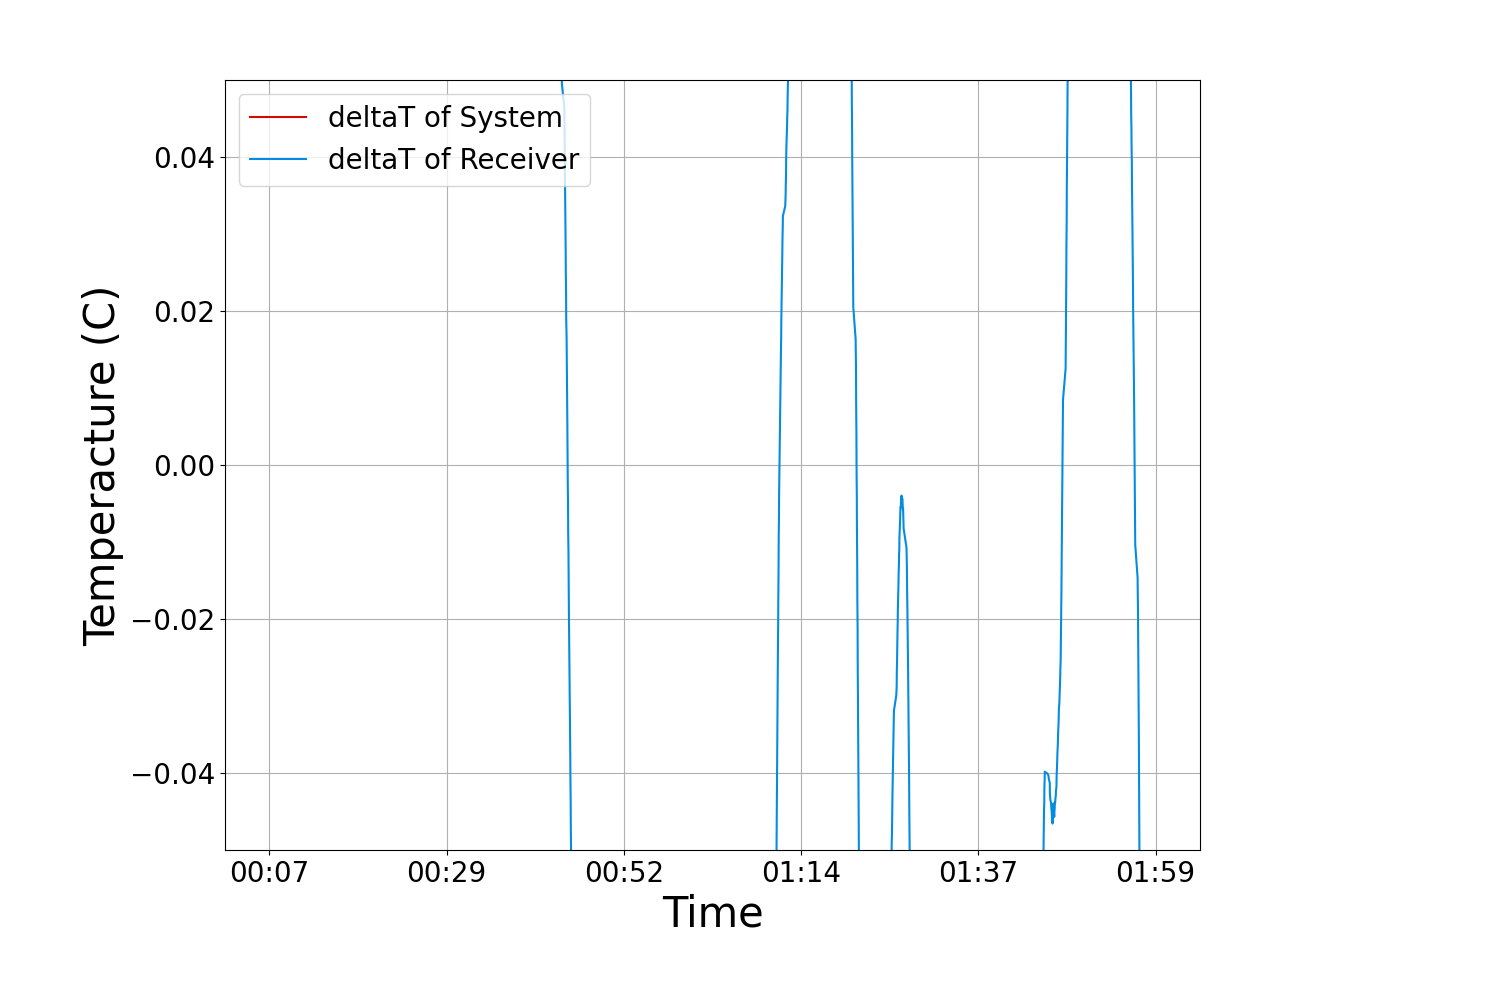 deltaT of System
deltaT of Receiver
0.04
0.02
0.00
−0.02
−0.04
Temperacture (C)
00:07 00:29 00:52 01:14 01:37 01:59
Time